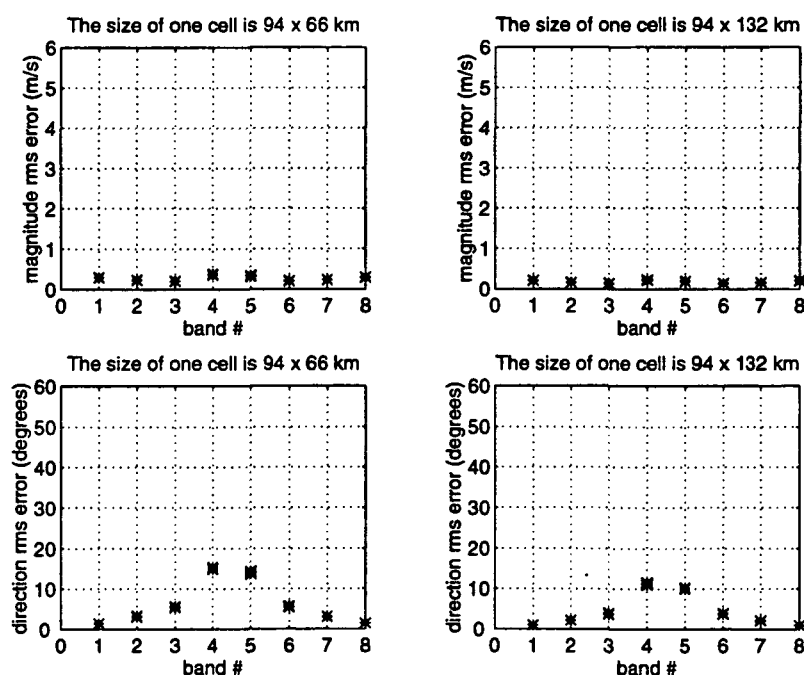 The size of one cell is 94 x 66 km
magnitude rms error (m/s)
6
5
4
3
2
1
0
0 1 2 3 4 5 6 7 8
band #
The size of one cell is 94 x 132 km
magnitude rms error (m/s)
6
5
4
3
2
1
0
0 1 2 3 4 5 6 7 8
band #
The size of one cell is 94 x 66 km
direction rms error (degrees)
60
50
40
30
20
10
0
0 1 2 3 4 5 6 7 8
band #
The size of one cell is 94 x 132 km
direction rms error (degrees)
60
50
40
30
20
10
0
0 1 2 3 4 5 6 7 8
band #